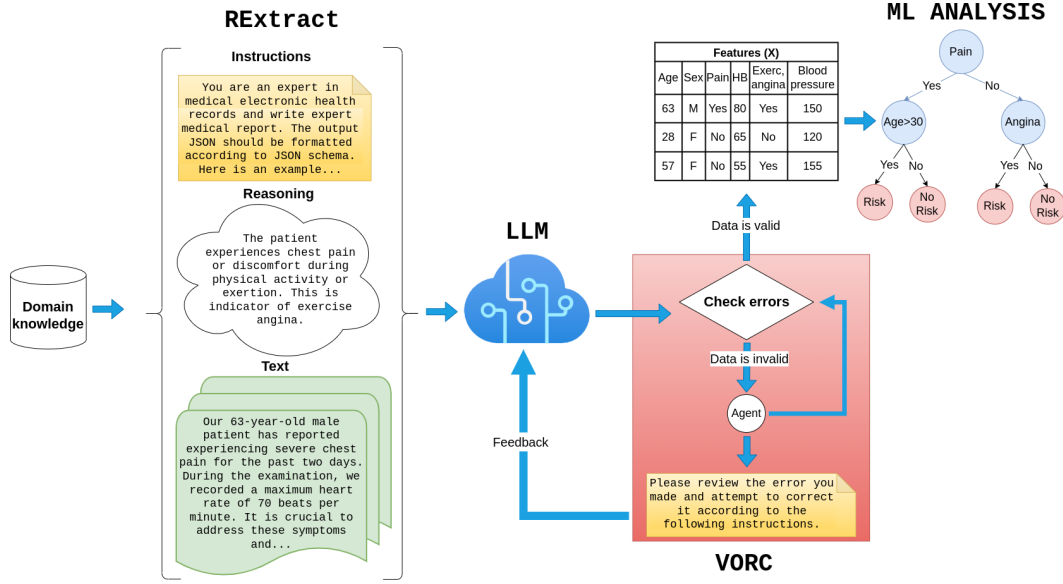 RExtract
Instructions
You are an expert in
medical electronic health
records and write expert
medical report. The output
JSON should be formatted
according to JSON schema.
Here is an example...
Reasoning
The patient
experiences chest pain
or discomfort during
physical activity or
exertion. This is
indicator of exercise
angina.
Text
Our 63-year-old male
patient has reported
experiencing severe chest
pain for the past two days.
During the examination, we
recorded a maximum heart
rate of 70 beats per
minute. It is crucial to
address these symptoms
and...
Domain
knowledge
LLM
Feedback
Features (X)
Age Sex Pain HB Exerc, angina Blood pressure
63 M Yes 80 Yes 150
28 F No 65 No 120
57 F No 55 Yes 155
Data is valid
Check errors
Data is invalid
Agent
Please review the error you
made and attempt to correct
it according to the
following instructions.
VORC
ML ANALYSIS
Pain
Yes No
Age>30 Angina
Yes No Yes No
Risk No Risk Risk No Risk